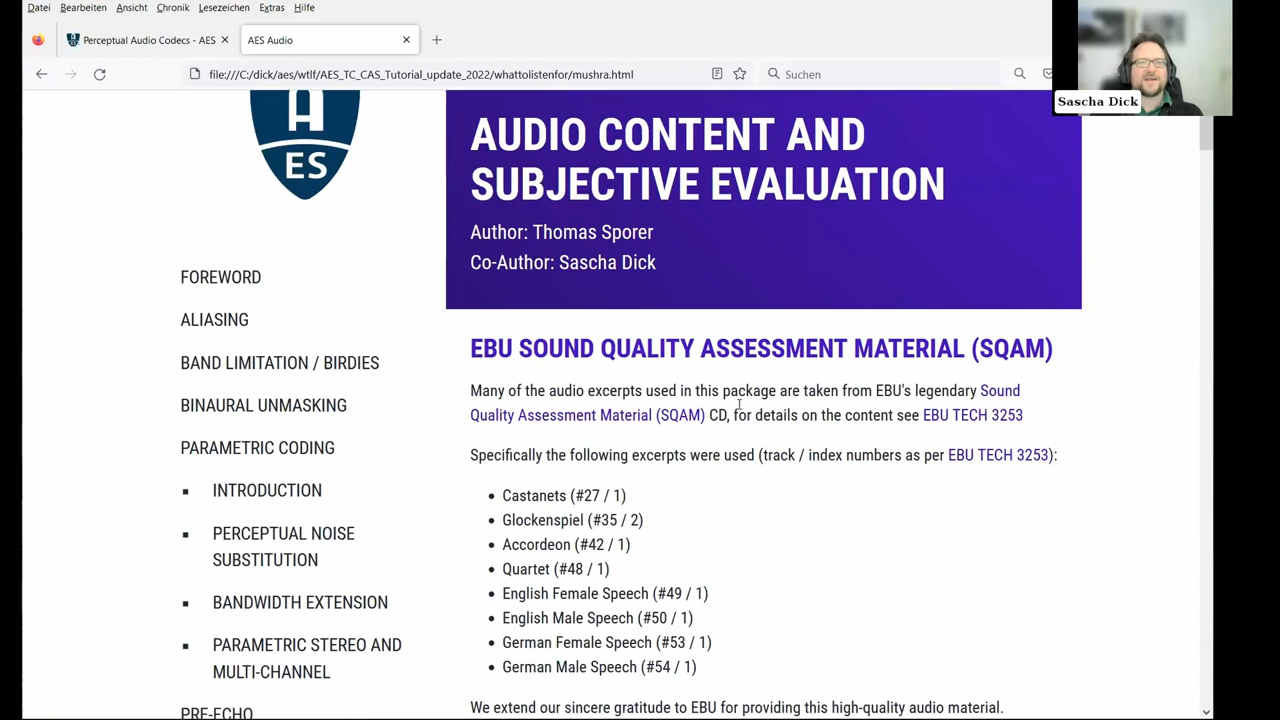 Datei Bearbeiten Ansicht Chronik Lesezeichen Extras Hilfe
Perceptual Audio Codecs - AES
AES Audio
file:///C:/dick/aes/wtlf/AES_TC_CAS_Tutorial_update_2022/whattolistenfor/mushra.html
Suchen
Sascha Dick
A
ES
AUDIO CONTENT AND
SUBJECTIVE EVALUATION
Author: Thomas Sporer
Co-Author: Sascha Dick
FOREWORD
ALIASING
BAND LIMITATION / BIRDIES
BINAURAL UNMASKING
PARAMETRIC CODING
INTRODUCTION
PERCEPTUAL NOISE
SUBSTITUTION
BANDWIDTH EXTENSION
PARAMETRIC STEREO AND
MULTI-CHANNEL
PRE-ECHO
EBU SOUND QUALITY ASSESSMENT MATERIAL (SQAM)
Many of the audio excerpts used in this package are taken from EBU's legendary Sound
Quality Assessment Material (SQAM) CD, for details on the content see EBU TECH 3253
Specifically the following excerpts were used (track / index numbers as per EBU TECH 3253):
Castanets (#27 / 1)
Glockenspiel (#35 / 2)
Accordeon (#42 / 1)
Quartet (#48 / 1)
English Female Speech (#49 / 1)
English Male Speech (#50 / 1)
German Female Speech (#53 / 1)
German Male Speech (#54 / 1)
We extend our sincere gratitude to EBU for providing this high-quality audio material.